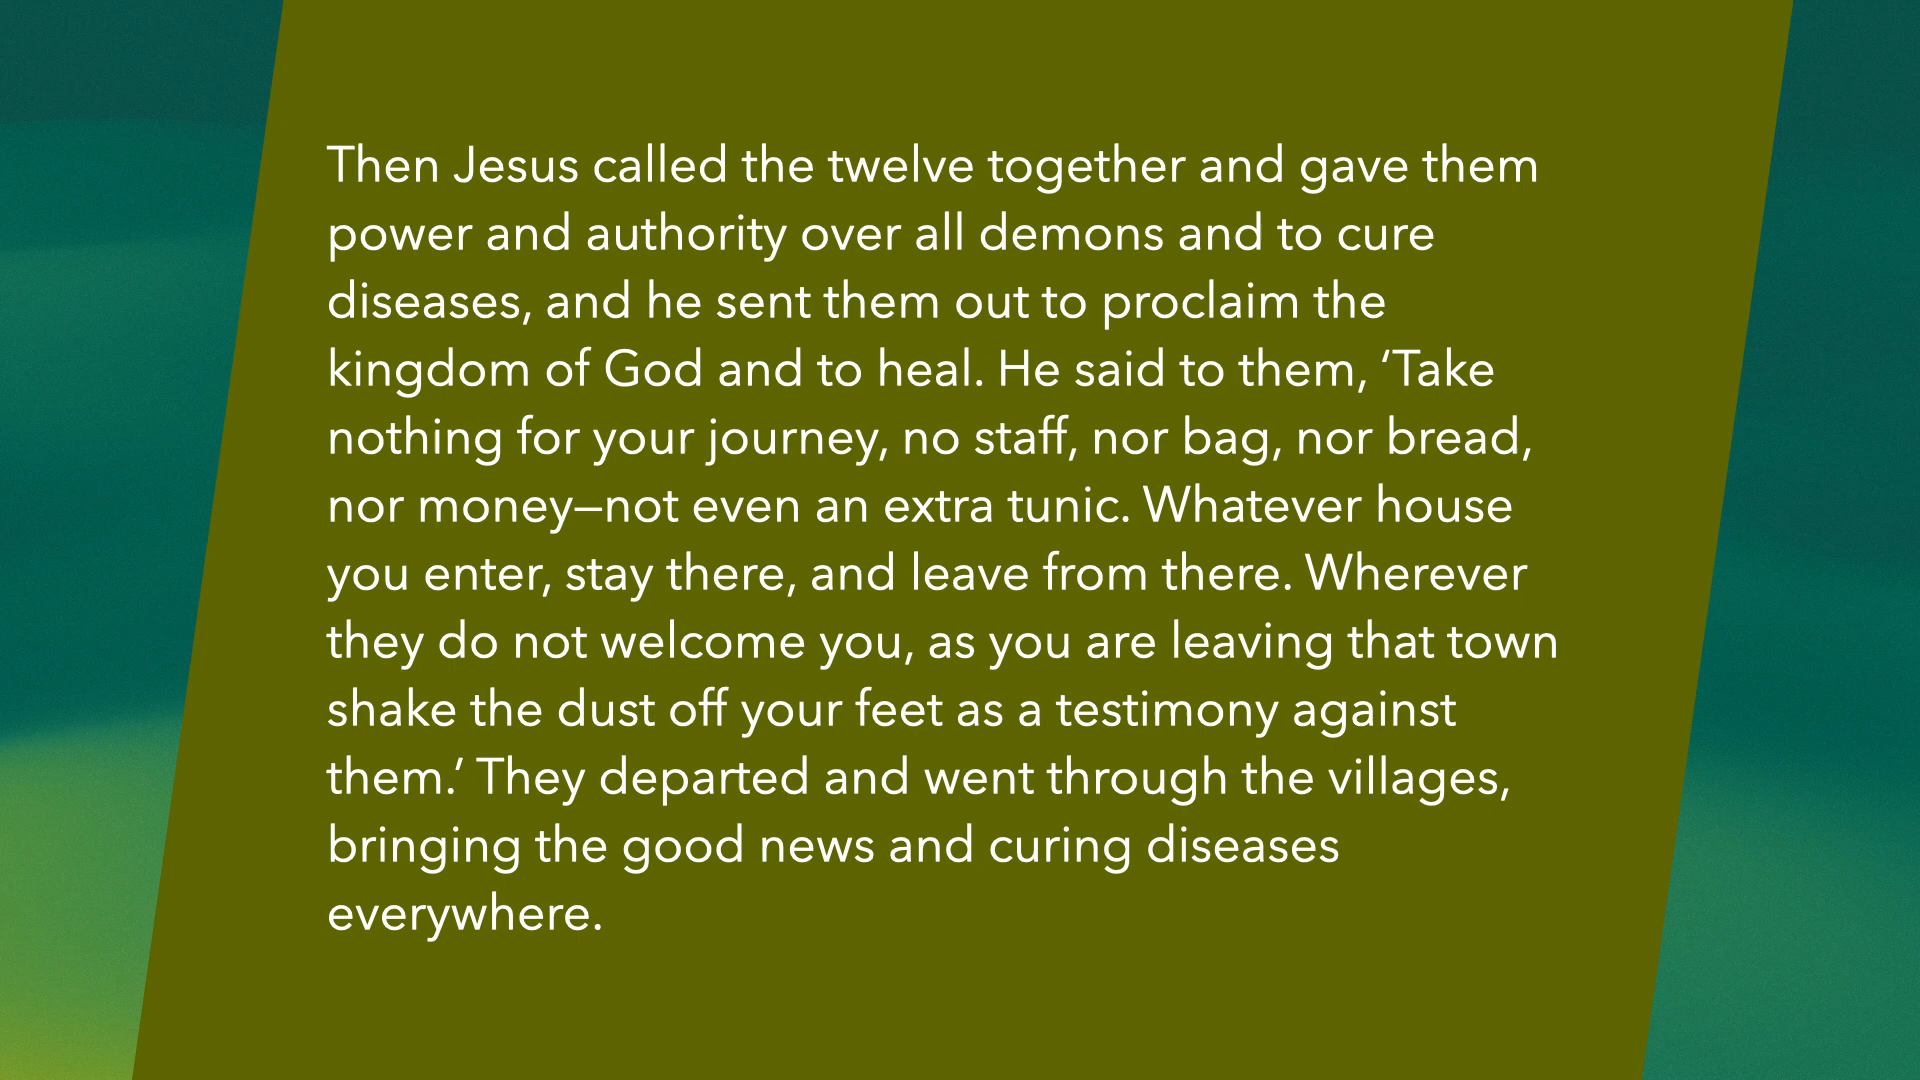 Then Jesus called the twelve together and gave them
power and authority over all demons and to cure
diseases, and he sent them out to proclaim the
kingdom of God and to heal. He said to them, ‘Take
nothing for your journey, no staff, nor bag, nor bread,
nor money—not even an extra tunic. Whatever house
you enter, stay there, and leave from there. Wherever
they do not welcome you, as you are leaving that town
shake the dust off your feet as a testimony against
them.’ They departed and went through the villages,
bringing the good news and curing diseases
everywhere.